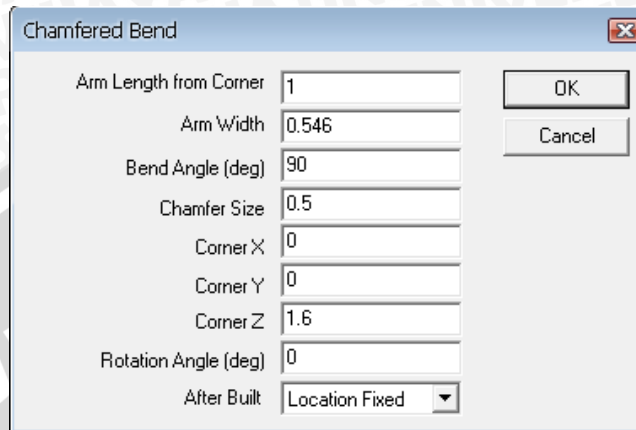 Chamfered Bend
Arm Length from Corner 1
OK
Arm Width 0.546
Cancel
Bend Angle (deg) 90
Chamfer Size 0.5
Corner X 0
Corner Y 0
Corner Z 1.6
Rotation Angle (deg) 0
After Built Location Fixed